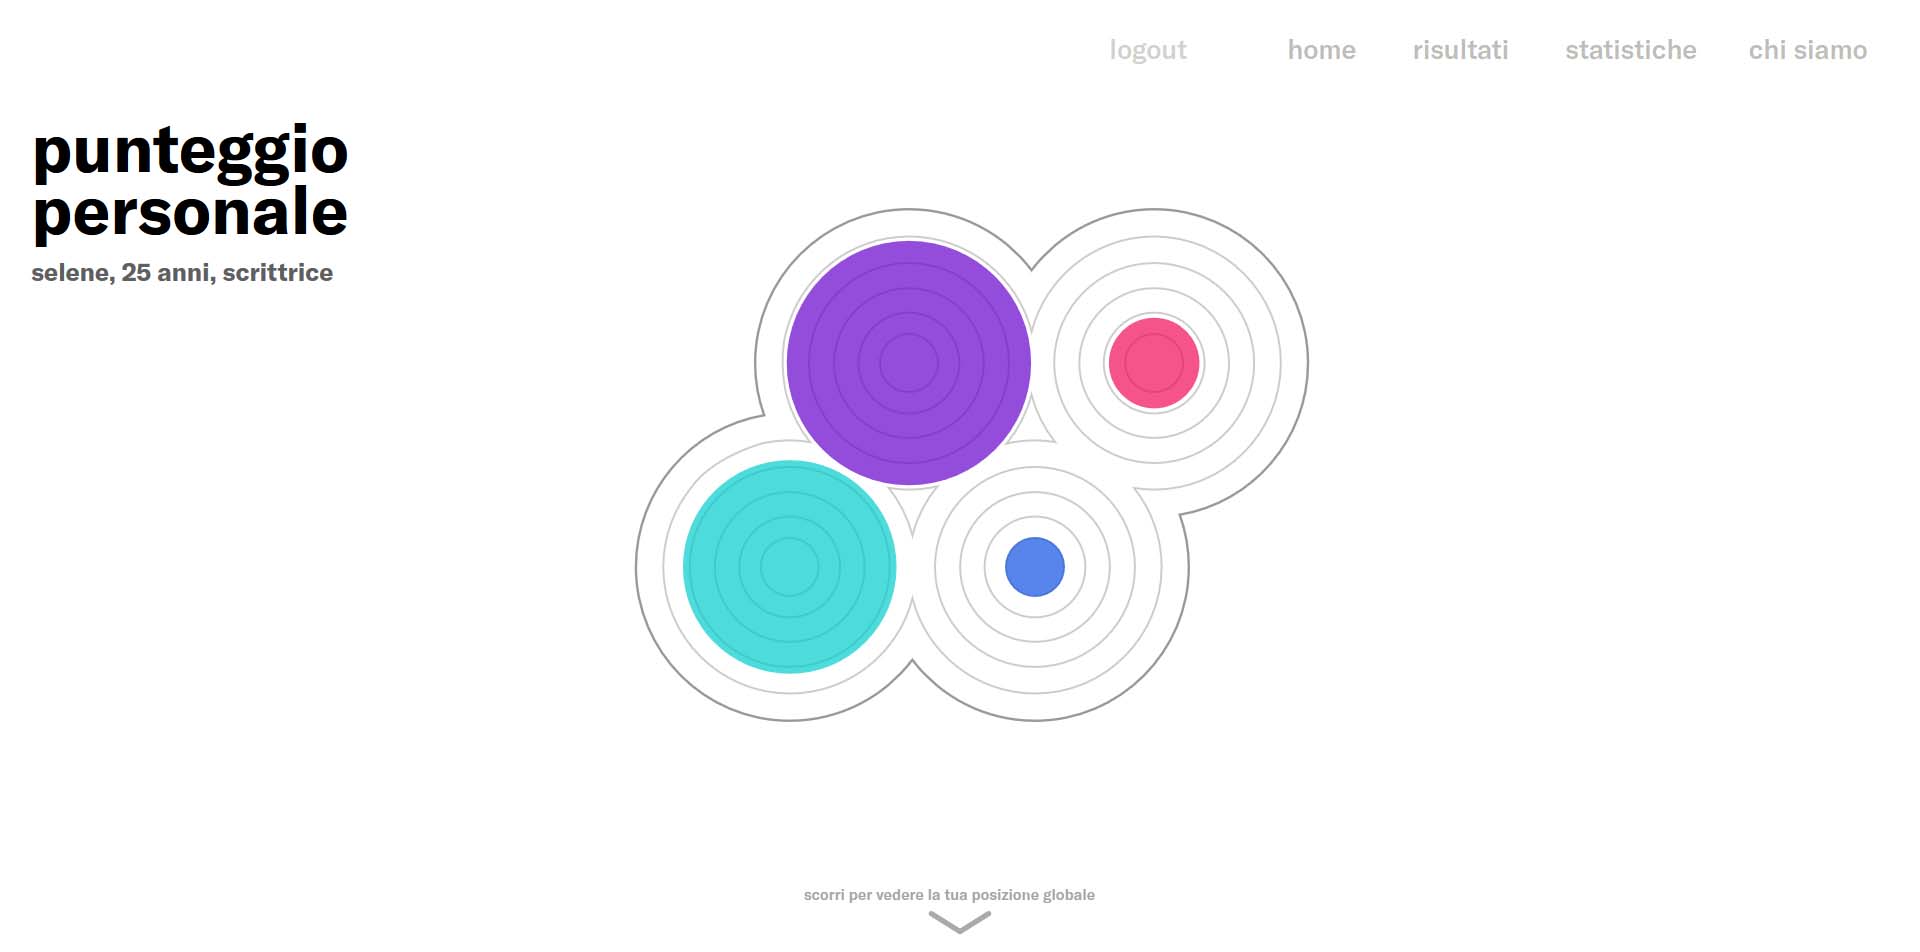 logout home risultati statistiche chi siamo
punteggio
personale
selene, 25 anni, scrittrice
scorri per vedere la tua posizione globale